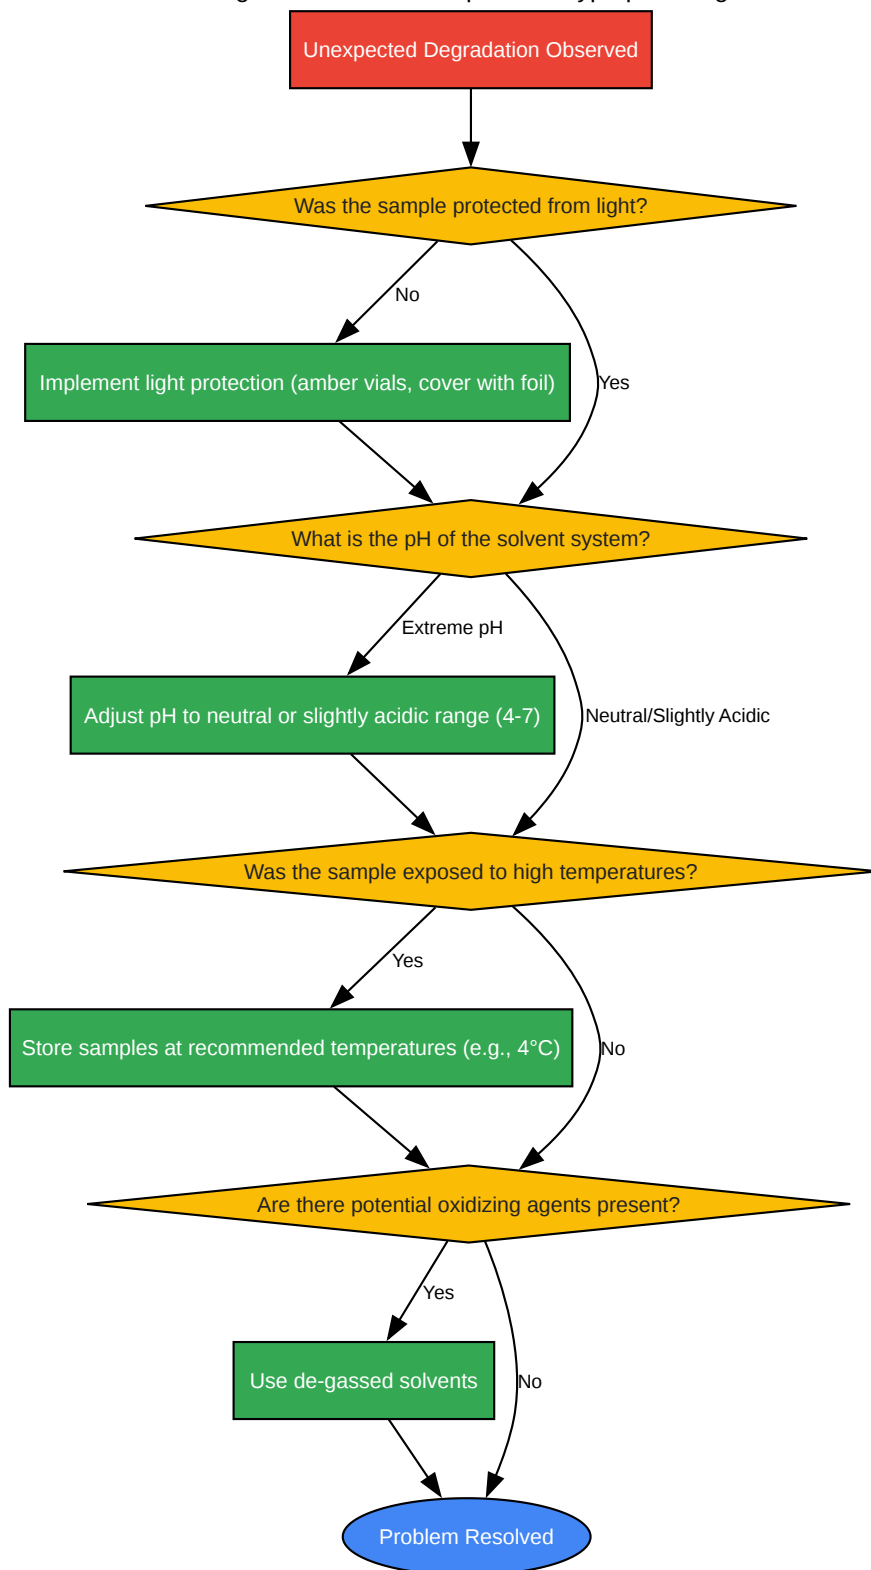 Unexpected Degradation Observed
Was the sample protected from light?
No
Implement light protection (amber vials, cover with foil)
Yes
What is the pH of the solvent system?
Extreme pH
Adjust pH to neutral or slightly acidic range (4-7)
Neutral/Slightly Acidic
Was the sample exposed to high temperatures?
Yes
Store samples at recommended temperatures (e.g., 4°C)
No
Are there potential oxidizing agents present?
Yes
Use de-gassed solvents
No
Problem Resolved